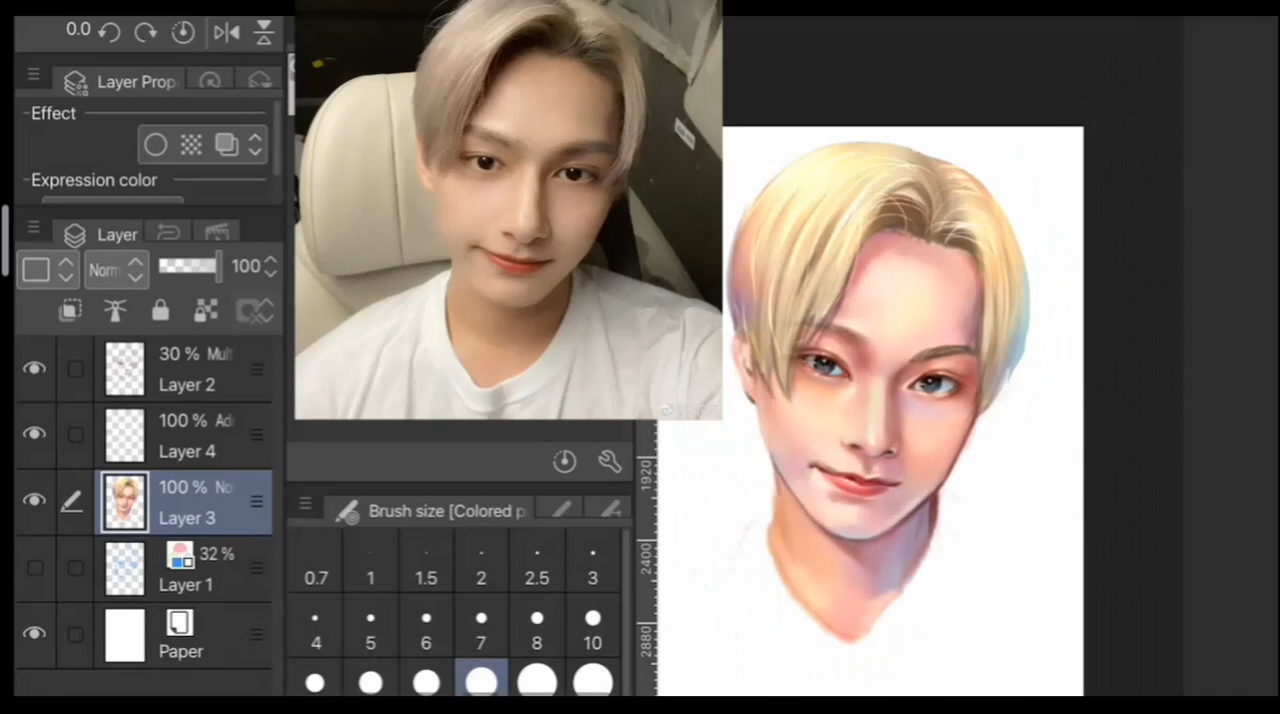 0.0
Layer Prop
Effect
Expression color
Layer
Norm
100
30 % Mult
Layer 2
100 % Ad
Layer 4
100 % No
Layer 3
32 %
Layer 1
Paper
Brush size [Colored p
0.7 1 1.5 2 2.5 3
4 5 6 7 8 10
1920
2400
2880